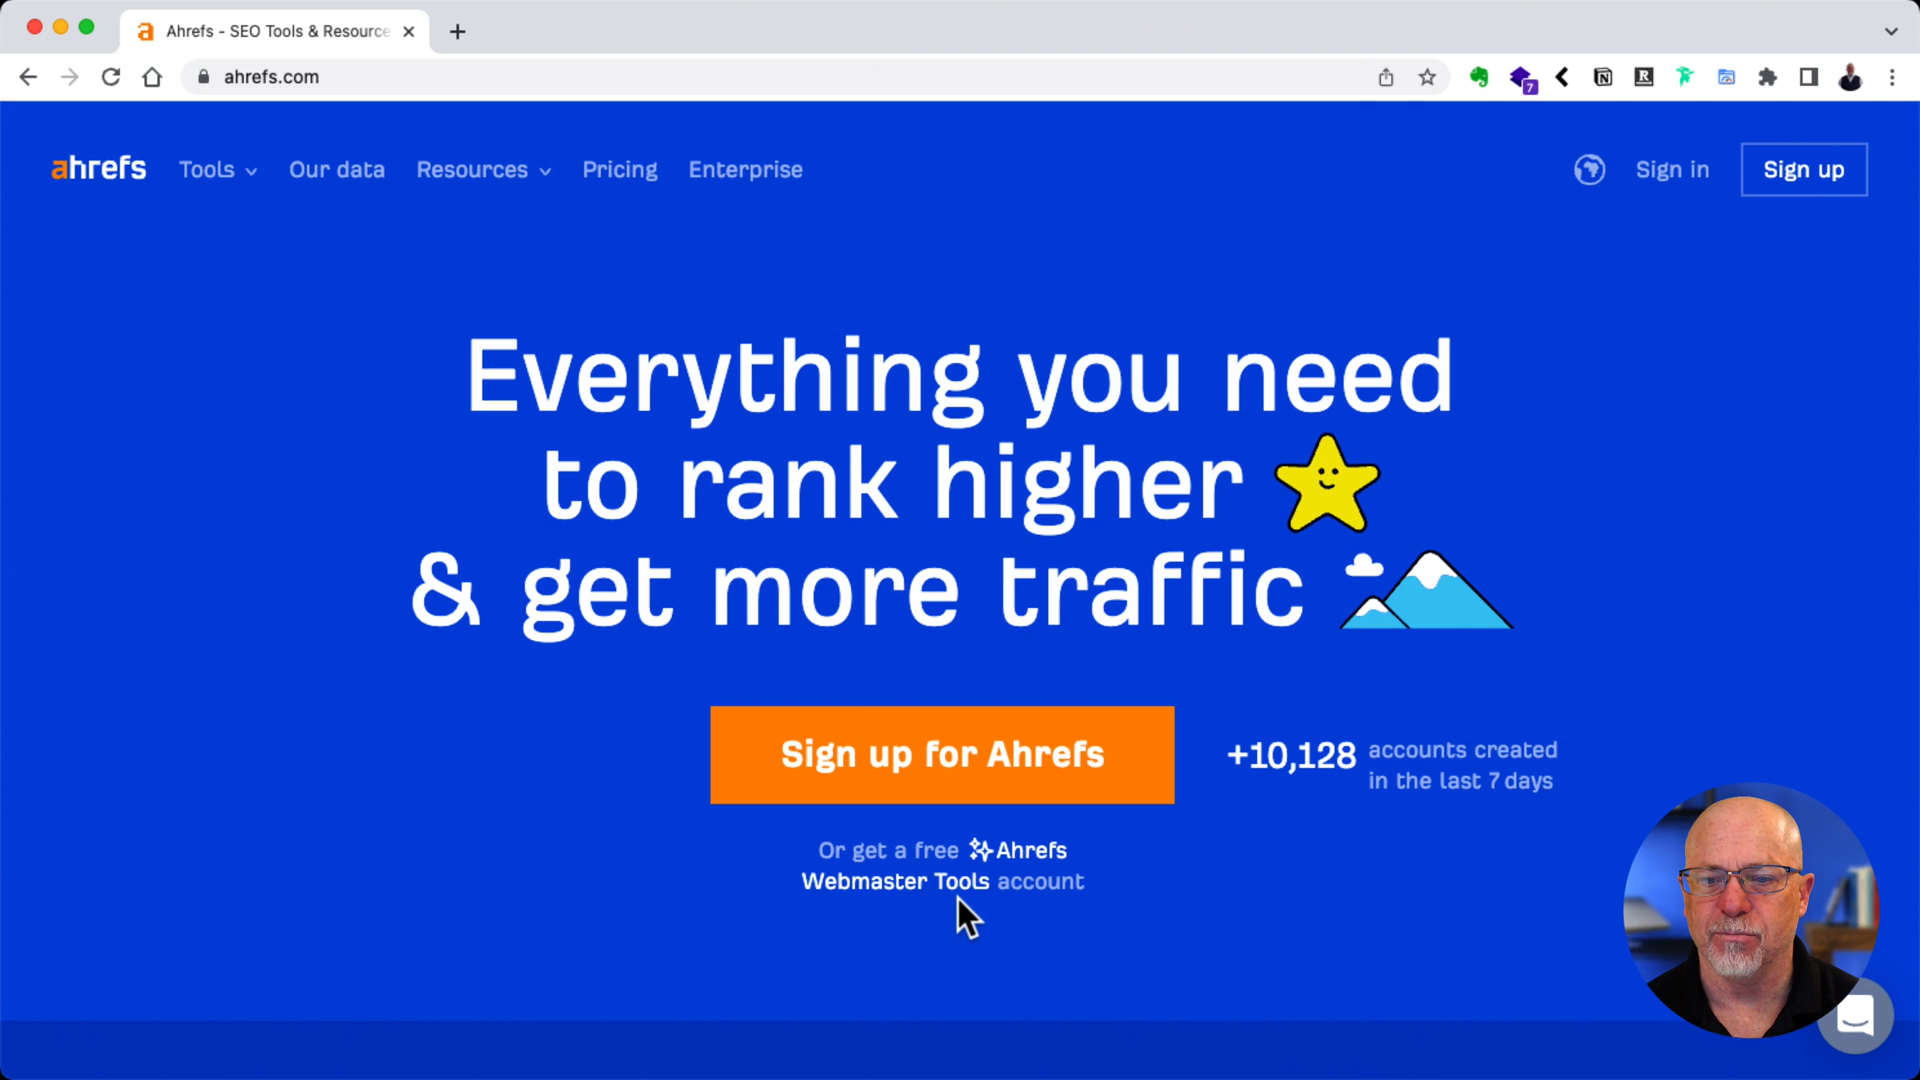 Ahrefs - SEO Tools & Resource
ahrefs.com
7
ahrefs
Tools
Our data
Resources
Pricing
Enterprise
Sign in
Sign up
Everything you need
to rank higher
& get more traffic
Sign up for Ahrefs
+10,128
accounts created
in the last 7 days
Or get a free Ahrefs
Webmaster Tools account